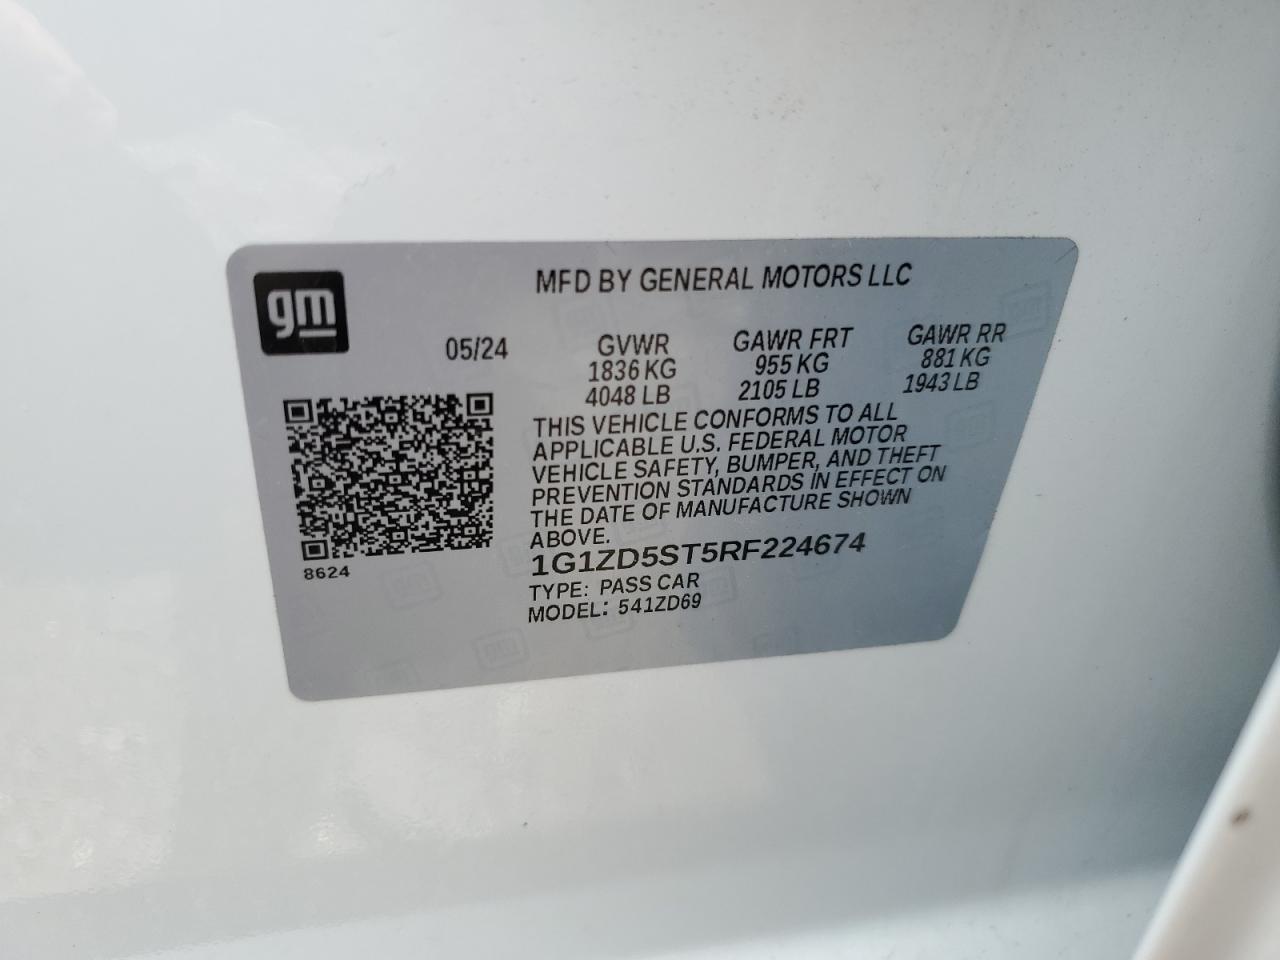 gm
MFD BY GENERAL MOTORS LLC
05/24
GVWR
1836 KG
4048 LB
GAWR FRT
955 KG
2105 LB
GAWR RR
881 KG
1943 LB
THIS VEHICLE CONFORMS TO ALL
APPLICABLE U.S. FEDERAL MOTOR
VEHICLE SAFETY, BUMPER, AND THEFT
PREVENTION STANDARDS IN EFFECT ON
THE DATE OF MANUFACTURE SHOWN
ABOVE.
1G1ZD5ST5RF224674
TYPE: PASS CAR
MODEL: 541ZD69
8624